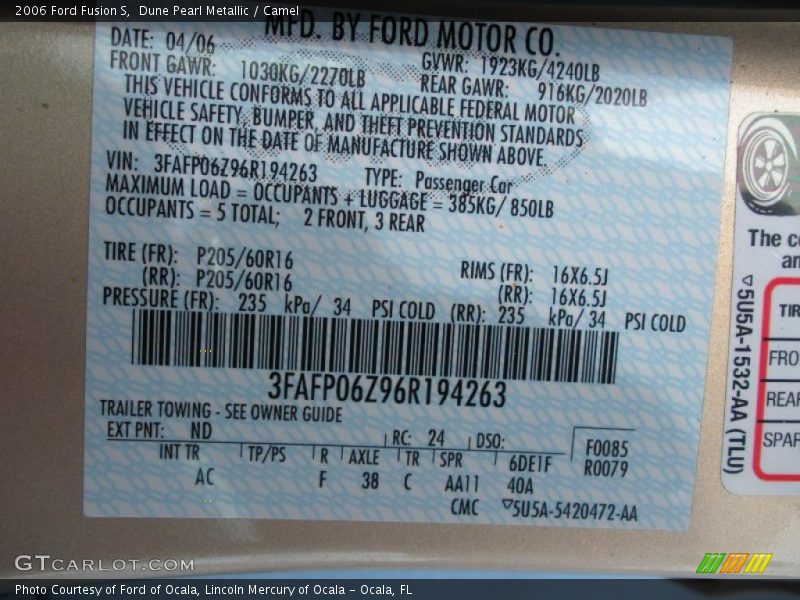 2006 Ford Fusion S, Dune Pearl Metallic / Camel
MFD. BY FORD MOTOR CO.
DATE: 04/06 GVWR: 1923KG/4240LB
FRONT GAWR: 1030KG/2270LB REAR GAWR: 916KG/2020LB
THIS VEHICLE CONFORMS TO ALL APPLICABLE FEDERAL MOTOR
VEHICLE SAFETY, BUMPER, AND THEFT PREVENTION STANDARDS
IN EFFECT ON THE DATE OF MANUFACTURE SHOWN ABOVE.
VIN: 3FAFP06Z96R194263 TYPE: Passenger Car
MAXIMUM LOAD = OCCUPANTS + LUGGAGE = 385KG/ 850LB
OCCUPANTS = 5 TOTAL; 2 FRONT, 3 REAR
TIRE (FR): P205/60R16 RIMS (FR): 16X6.5J
(RR): P205/60R16 (RR): 16X6.5J
PRESSURE (FR): 235 kPa/ 34 PSI COLD (RR): 235 kPa/ 34 PSI COLD
3FAFP06Z96R194263
TRAILER TOWING - SEE OWNER GUIDE
EXT PNT: ND RC: 24 DSO: F0085
INT TR TP/PS R AXLE TR SPR 6DE1F R0079
AC F 38 C AA11 40A
CMC ▽5U5A-5420472-AA
The co
an
TIR
FRO
REAR
SPAR
▽5U5A-1532-AA (TLU)
GTCARLOT.COM
Photo Courtesy of Ford of Ocala, Lincoln Mercury of Ocala - Ocala, FL